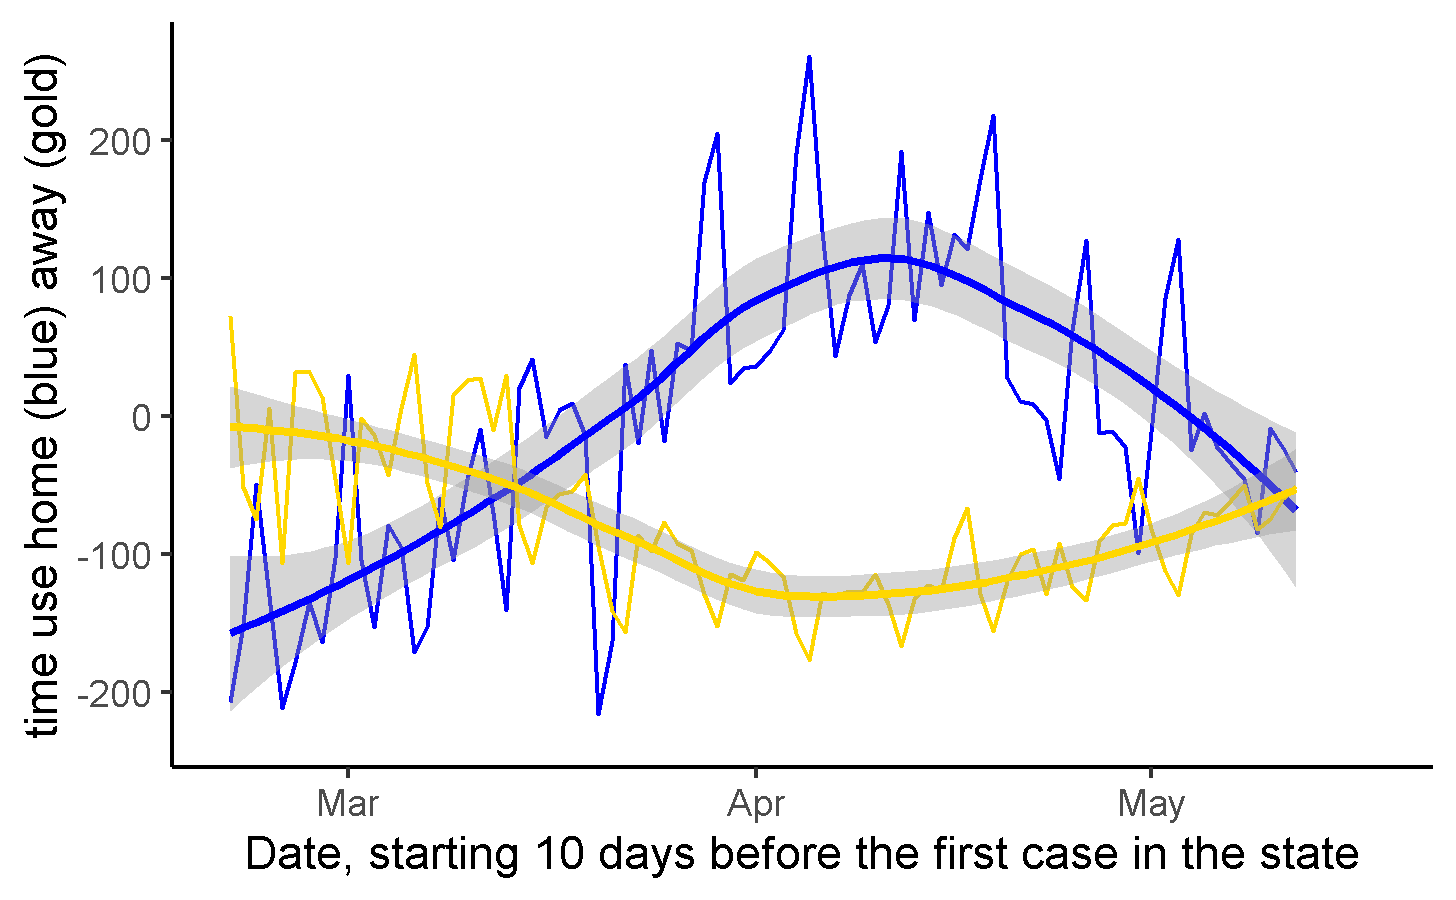 time use home (blue) away (gold)
200
100
0
-100
-200
Mar
Apr
May
Date, starting 10 days before the first case in the state